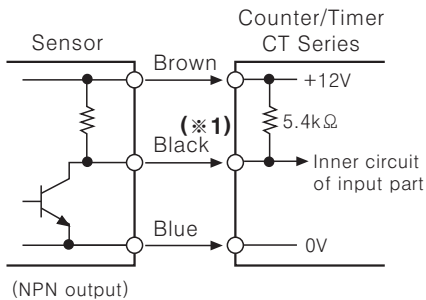 Counter/Timer
CT Series
Sensor
Brown
+12V
(※1)
5.4kΩ
Black
Inner circuit
of input part
Blue
0V
(NPN output)